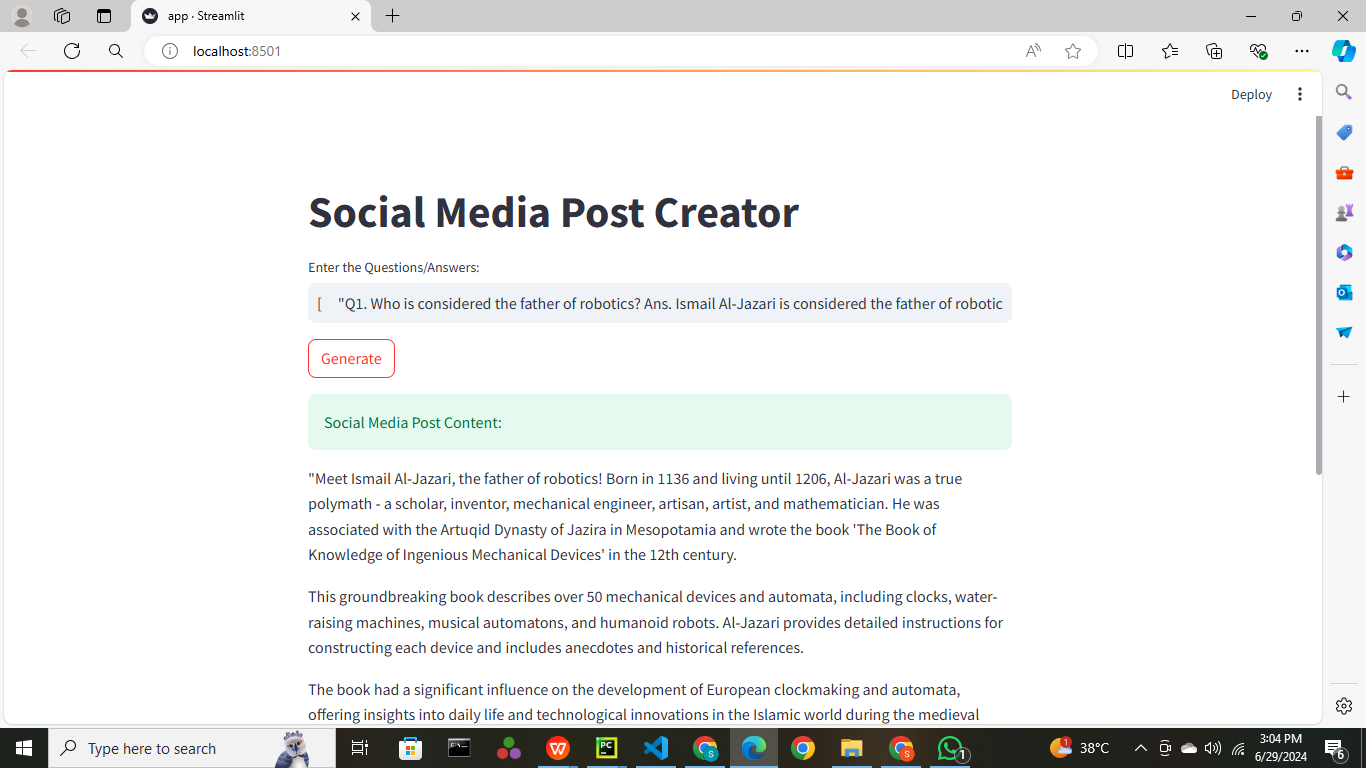 app · Streamlit
localhost:8501
Deploy
Social Media Post Creator
Enter the Questions/Answers:
[ "Q1. Who is considered the father of robotics? Ans. Ismail Al-Jazari is considered the father of robotic
Generate
Social Media Post Content:
"Meet Ismail Al-Jazari, the father of robotics! Born in 1136 and living until 1206, Al-Jazari was a true
polymath - a scholar, inventor, mechanical engineer, artisan, artist, and mathematician. He was
associated with the Artuqid Dynasty of Jazira in Mesopotamia and wrote the book 'The Book of
Knowledge of Ingenious Mechanical Devices' in the 12th century.
This groundbreaking book describes over 50 mechanical devices and automata, including clocks, water-
raising machines, musical automatons, and humanoid robots. Al-Jazari provides detailed instructions for
constructing each device and includes anecdotes and historical references.
The book had a significant influence on the development of European clockmaking and automata,
offering insights into daily life and technological innovations in the Islamic world during the medieval
Type here to search
PC
S
S
1
1
38°C
3:04 PM
6/29/2024
6